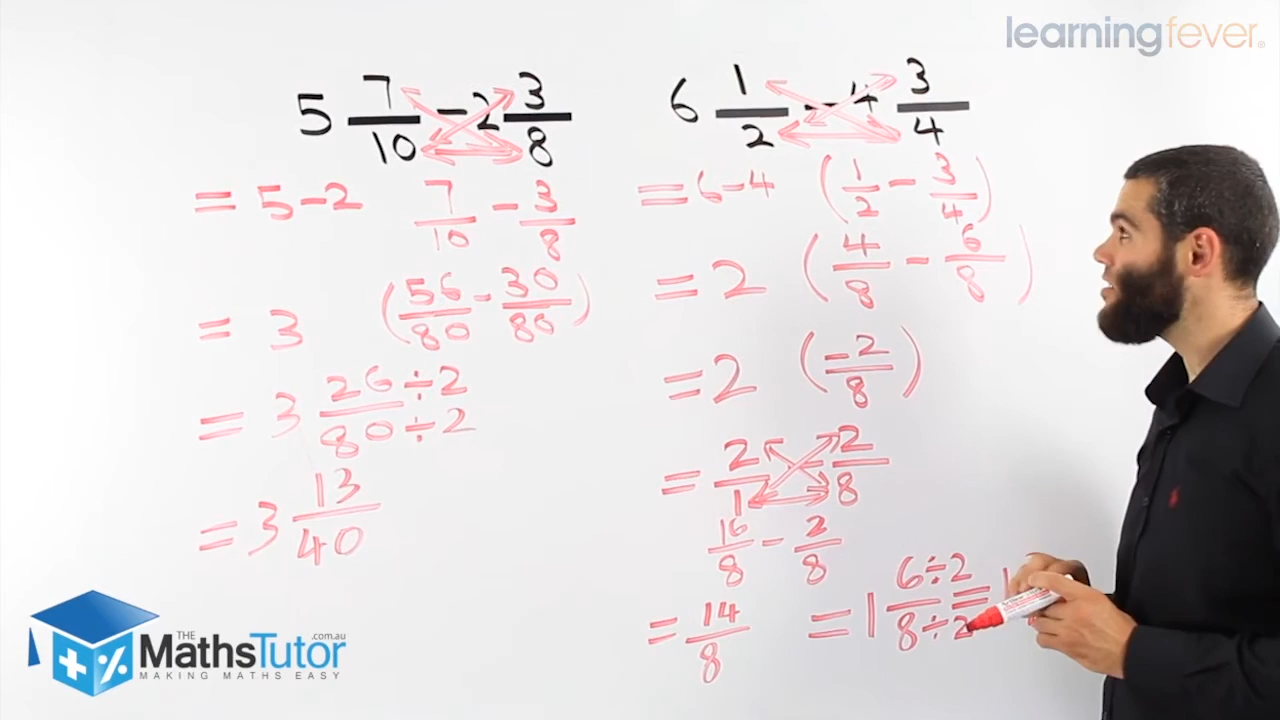 learningfever.
5 7/10 - 2 3/8
= 5 - 2 7/10 - 3/8
= 3 (56/80 - 30/80)
= 3 26÷2/80÷2
= 3 13/40
6 1/2 - 4 3/4
= 6 - 4 (1/2 - 3/4)
= 2 (4/8 - 6/8)
= 2 (-2/8)
= 2/1 - 2/8
16/8 - 2/8
= 14/8 = 1 6÷2/8÷2 = 1
THE
MathsTutor
.com.au
MAKING MATHS EASY